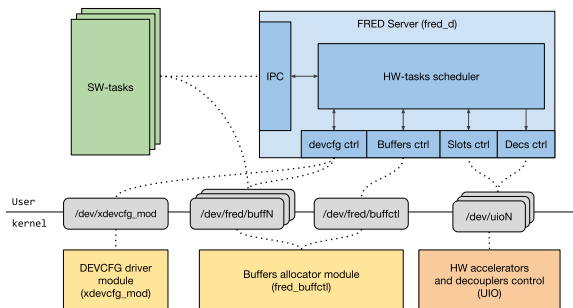 FRED Server (fred_d)
SW-tasks
IPC
HW-tasks scheduler
devcfg ctrl
Buffers ctrl
Slots ctrl
Decs ctrl
User
kernel
/dev/xdevcfg_mod
/dev/fred/buffN
/dev/fred/buffctl
/dev/uioN
DEVCFG driver
module
(xdevcfg_mod)
Buffers allocator module
(fred_buffctl)
HW accelerators
and decouplers control
(UIO)